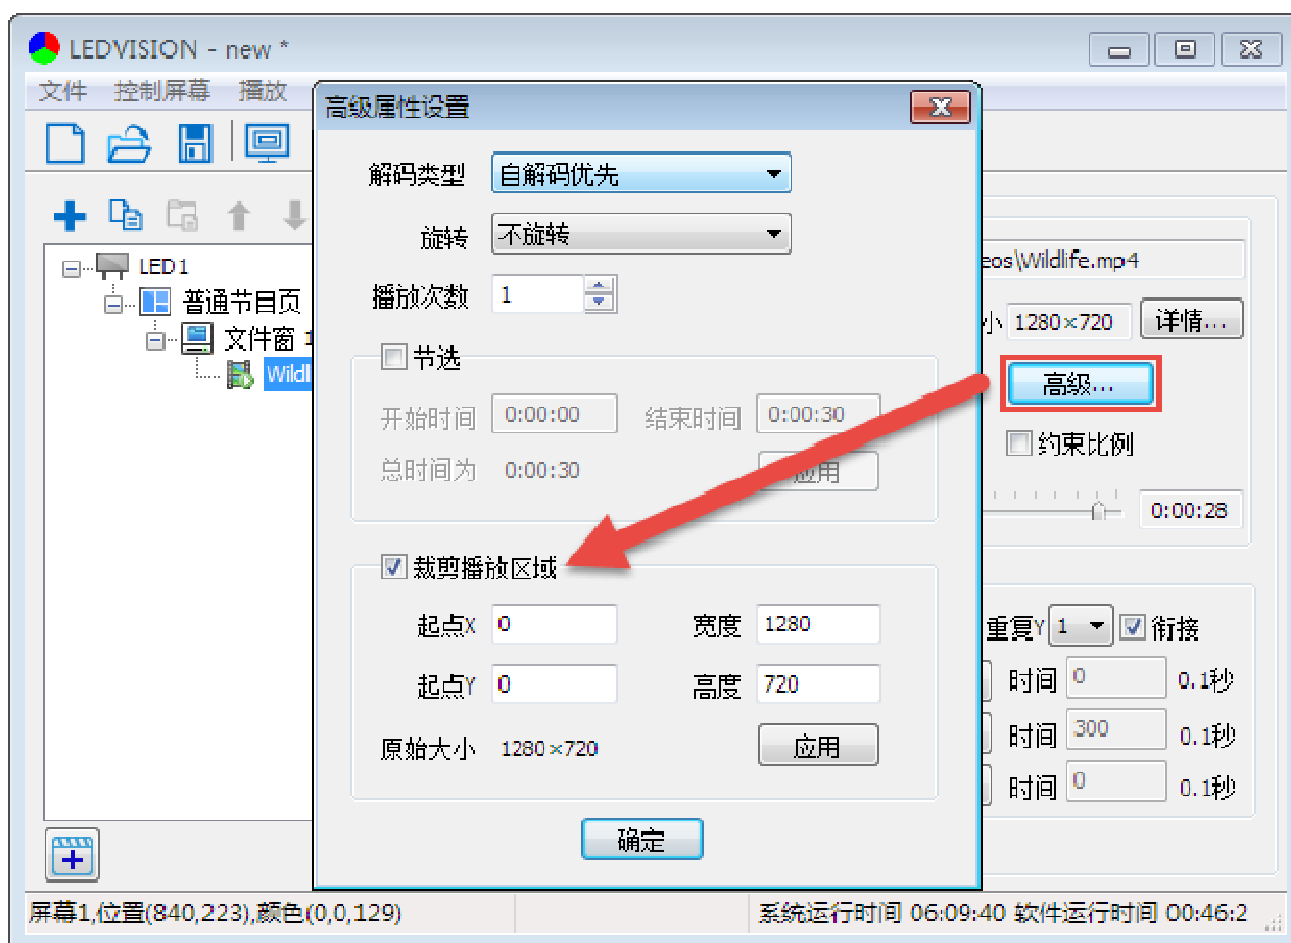 LEDVISION - new *
文件 控制屏幕 播放
高级属性设置
解码类型 自解码优先
旋转 不旋转
播放次数 1
节选
开始时间 0:00:00 结束时间 0:00:30
总时间为 0:00:30 应用
裁剪播放区域
起点X 0 宽度 1280
起点Y 0 高度 720
原始大小 1280×720 应用
确定
LED1
普通节目页
文件窗 1
Wildl
eos\Wildlife.mp4
小 1280×720 详情...
高级...
约束比例
0:00:28
重复Y 1 衔接
时间 0 0.1秒
时间 300 0.1秒
时间 0 0.1秒
屏幕1,位置(840,223),颜色(0,0,129)
系统运行时间 06:09:40 软件运行时间 00:46:2